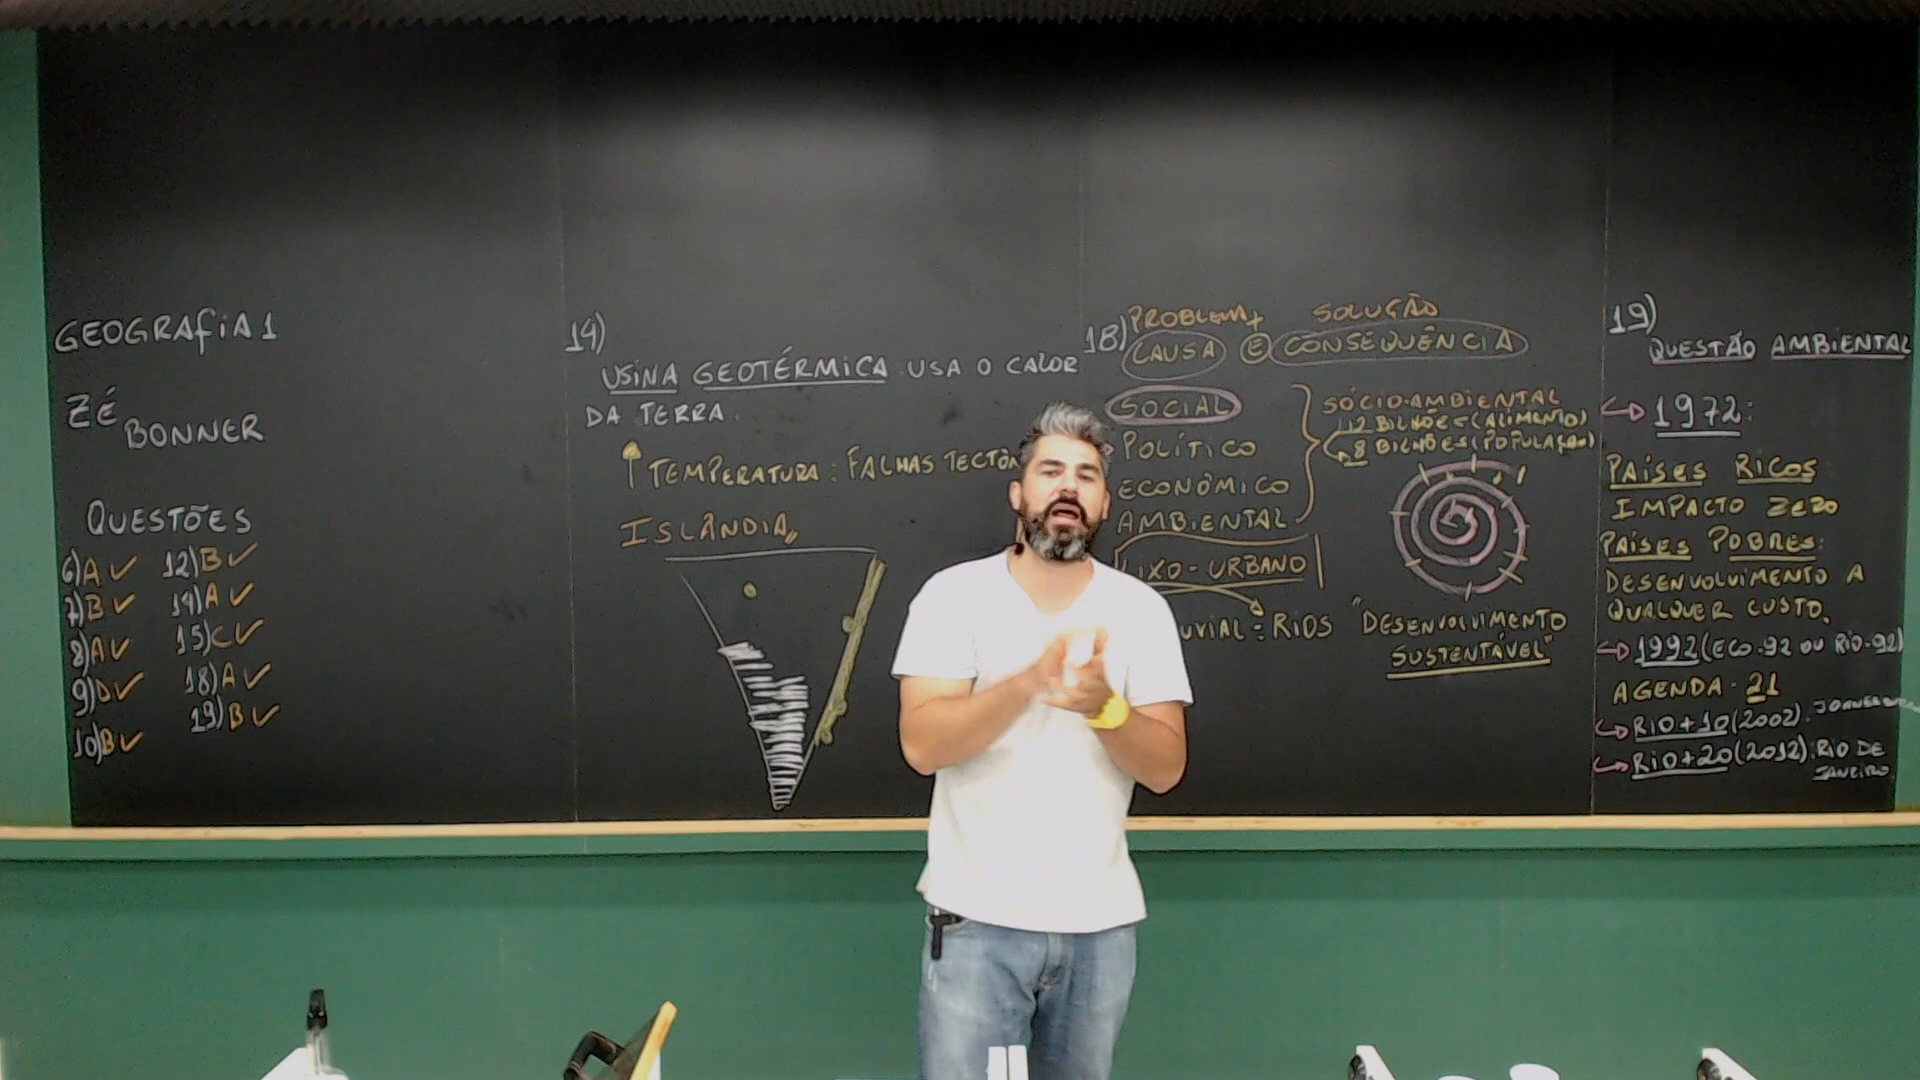 GEOGRAFIA 1
ZÉ
BONNER
QUESTÕES
6)A ✓ 12)B ✓
7)B ✓ 14)A ✓
8)A ✓ 15)C ✓
9)D ✓ 18)A ✓
10)B ✓ 19)B ✓
14)
USINA GEOTÉRMICA USA O CALOR
DA TERRA.
↑ TEMPERATURA: FALHAS
ISLÂNDIA,,
18) PROBLEMA + SOLUÇÃO
CAUSA E CONSEQUÊNCIA
SOCIAL
POLÍTICO
ECONÔMICO
AMBIENTAL
LIXO-URBANO
RIOS
SÓCIO-AMBIENTAL
12 BILHÕES (ALIMENTO)
8 BILHÕES (POPULAÇÃO)
"DESENVOLVIMENTO
SUSTENTÁVEL"
19)
QUESTÃO AMBIENTAL
→ 1972:
PAÍSES RICOS
IMPACTO ZERO
PAÍSES POBRES:
DESENVOLVIMENTO A
QUALQUER CUSTO.
→ 1992 (ECO-92 OU RIO-92)
AGENDA-21
→ RIO+10 (2002).
→ RIO+20 (2012). RIO DE
JANEIRO